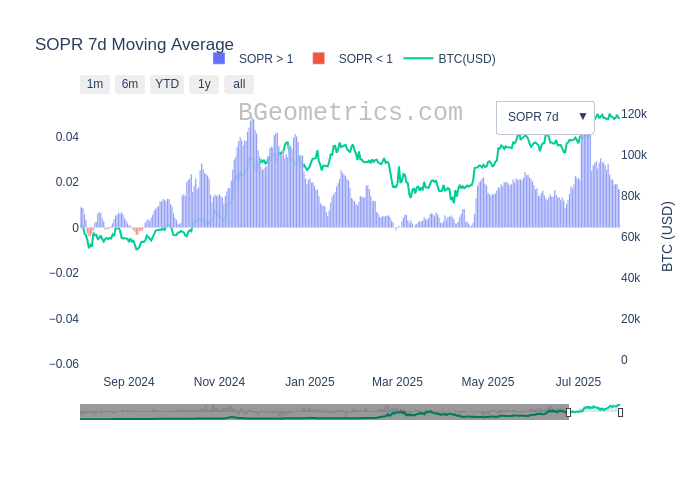 SOPR 7d Moving Average
SOPR > 1
SOPR < 1
BTC(USD)
1m
6m
YTD
1y
all
BGeometrics.com
SOPR 7d
▼
0.04
0.02
0
−0.02
−0.04
−0.06
120k
100k
80k
60k
40k
20k
0
BTC (USD)
Sep 2024
Nov 2024
Jan 2025
Mar 2025
May 2025
Jul 2025